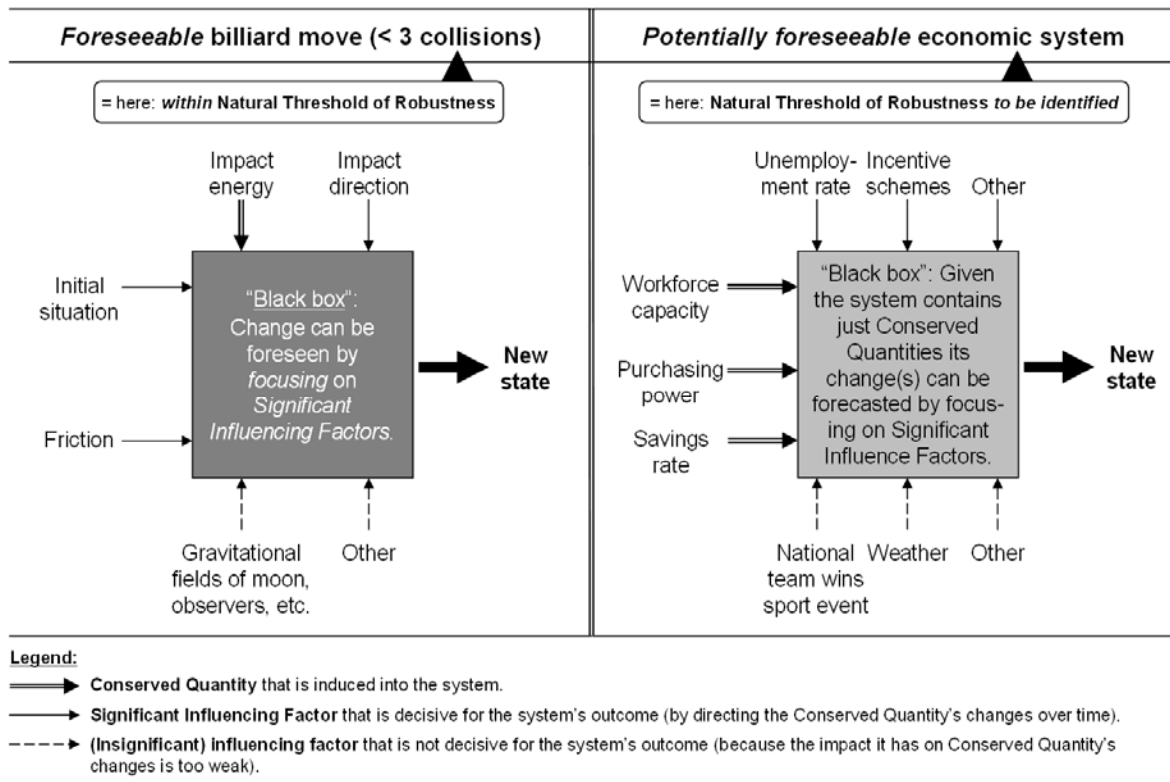 Foreseeable billiard move (< 3 collisions)
= here: within Natural Threshold of Robustness
Impact
energy
Impact
direction
Initial
situation
Friction
“Black box”:
Change can be
foreseen by
focusing on
Significant
Influencing Factors.
New
state
Gravitational
fields of moon,
observers, etc.
Other
Potentially foreseeable economic system
= here: Natural Threshold of Robustness to be identified
Unemploy-
ment rate
Incentive
schemes
Other
Workforce
capacity
Purchasing
power
Savings
rate
“Black box”: Given
the system contains
just Conserved
Quantities its
change(s) can be
forecasted by focus-
ing on Significant
Influence Factors.
New
state
National
team wins
sport event
Weather
Other
Legend:
Conserved Quantity that is induced into the system.
Significant Influencing Factor that is decisive for the system’s outcome (by directing the Conserved Quantity’s changes over time).
(Insignificant) influencing factor that is not decisive for the system’s outcome (because the impact it has on Conserved Quantity’s
changes is too weak).